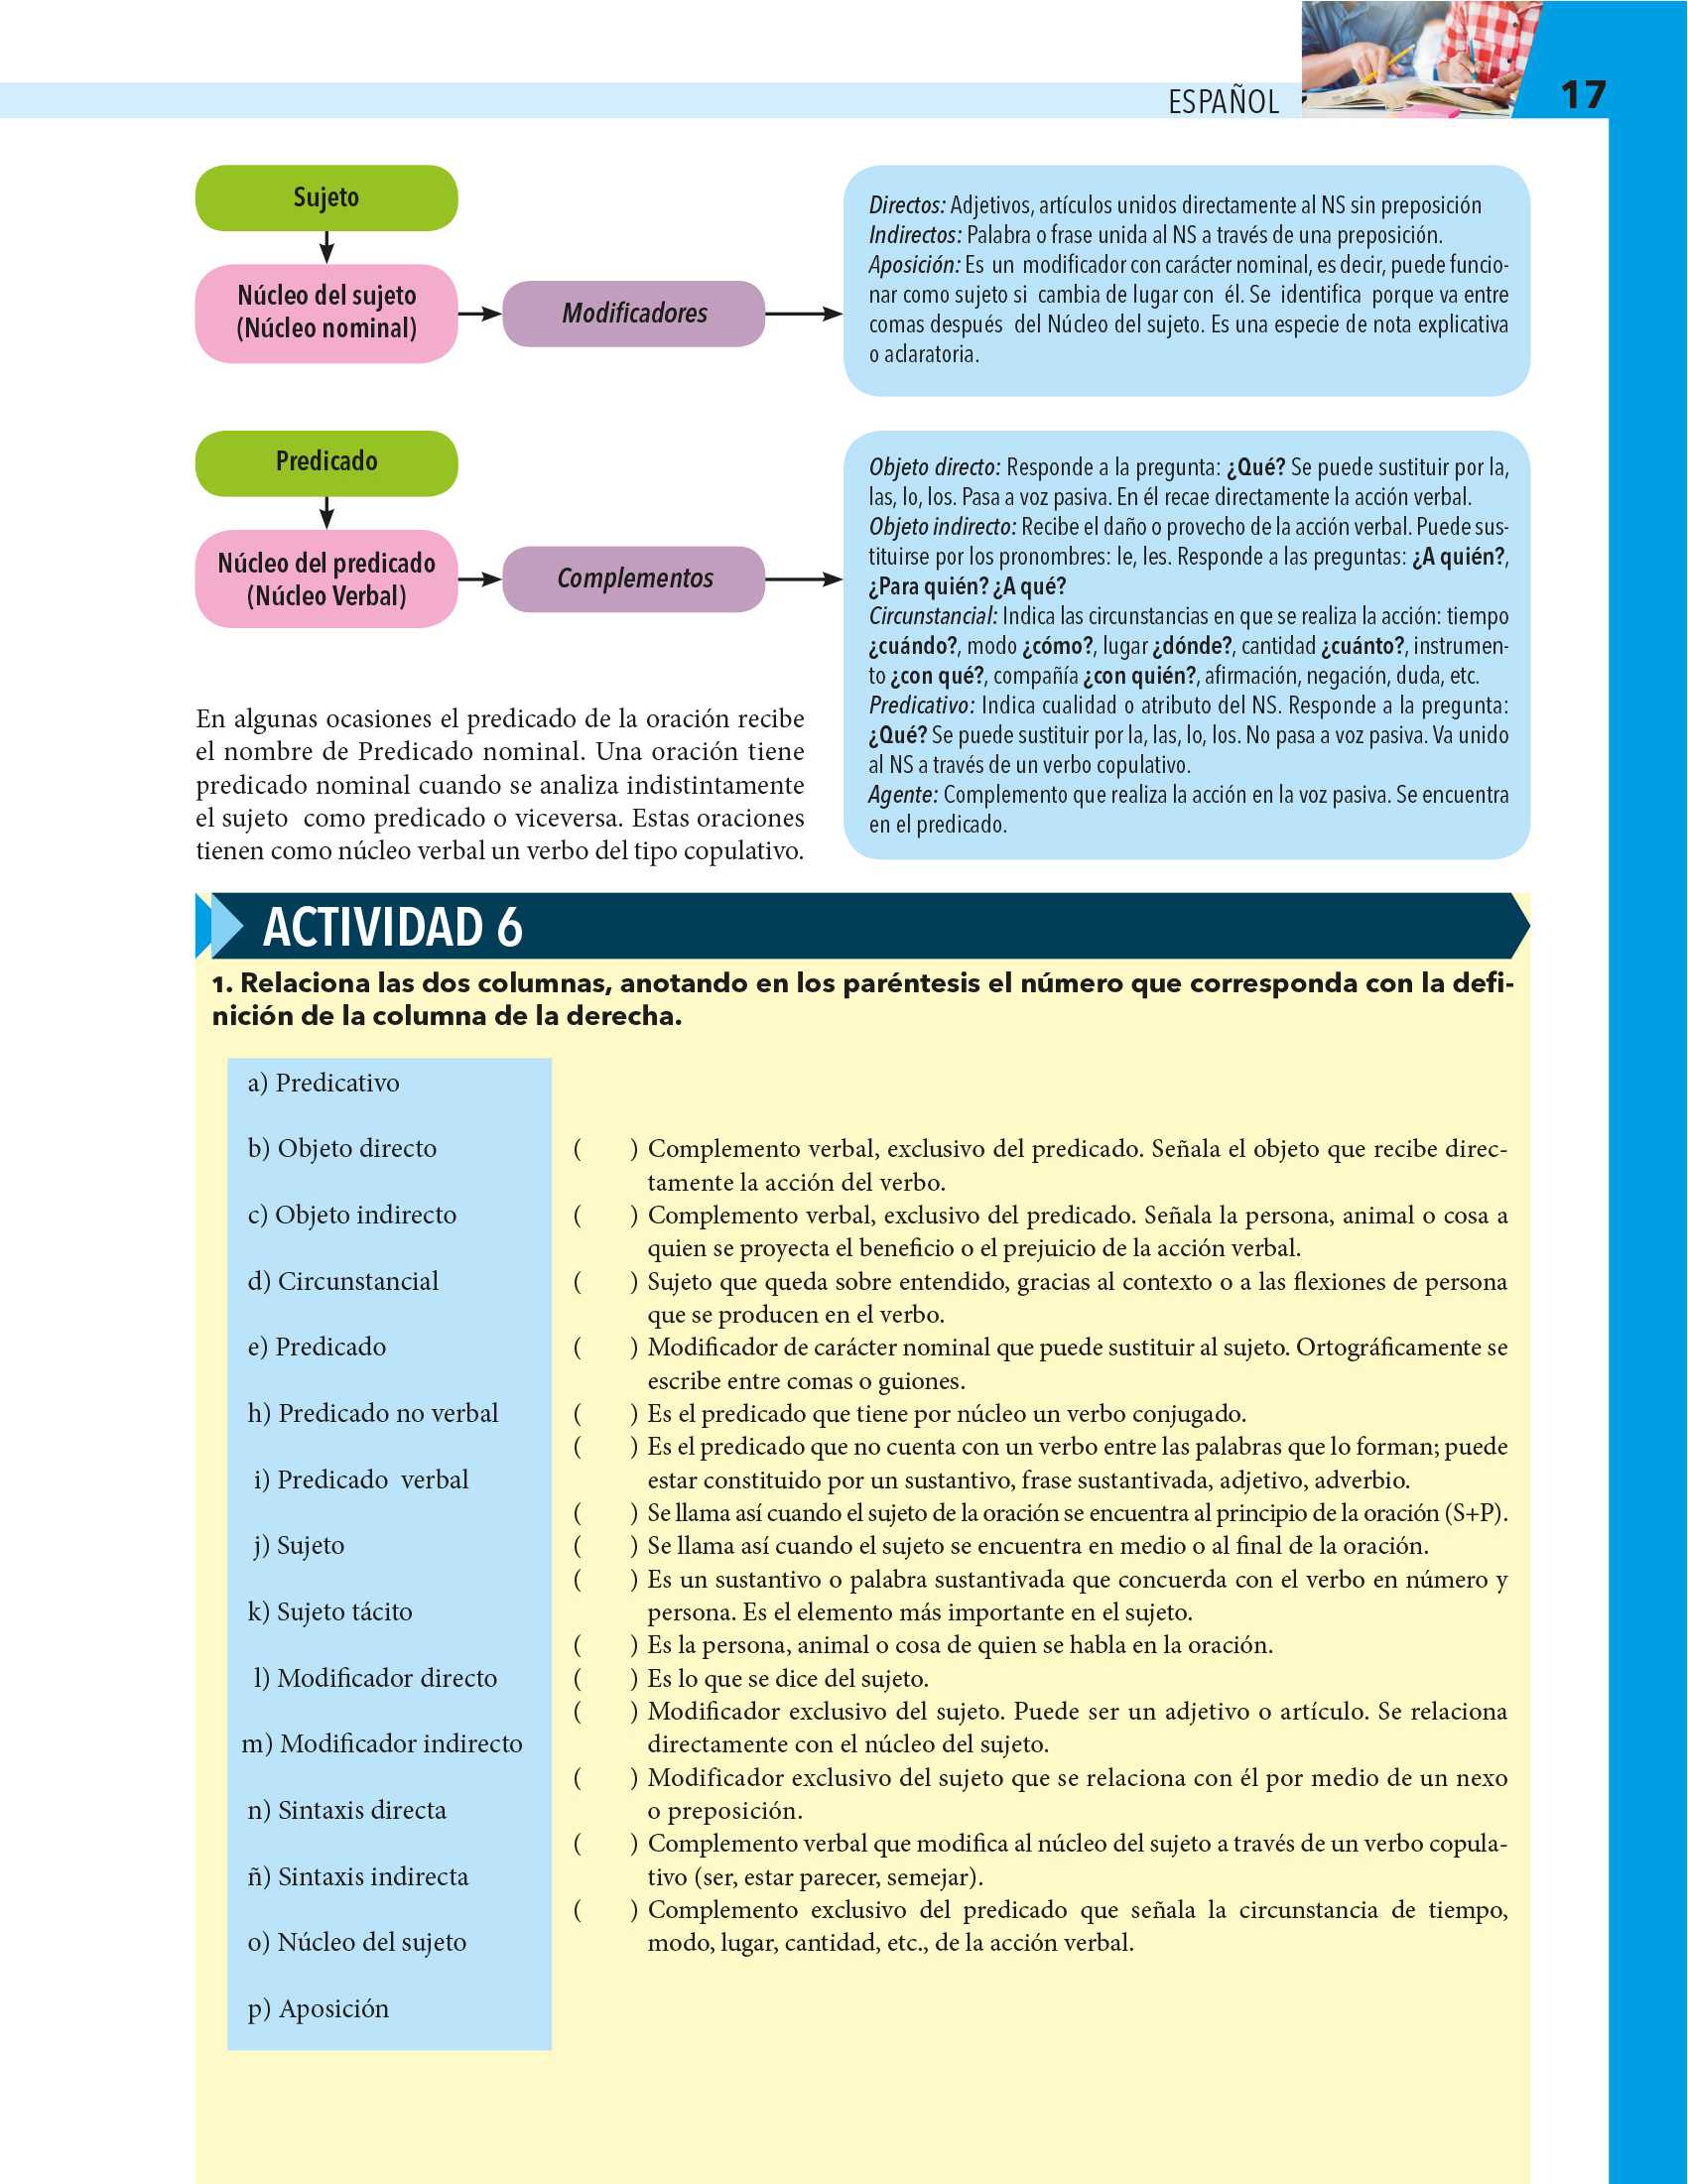 ESPAÑOL
17
Sujeto
Núcleo del sujeto
(Núcleo nominal)
Modificadores
Directos: Adjetivos, artículos unidos directamente al NS sin preposición
Indirectos: Palabra o frase unida al NS a través de una preposición.
Aposición: Es un modificador con carácter nominal, es decir, puede funcio-
nar como sujeto si cambia de lugar con él. Se identifica porque va entre
comas después del Núcleo del sujeto. Es una especie de nota explicativa
o aclaratoria.
Predicado
Núcleo del predicado
(Núcleo Verbal)
Complementos
Objeto directo: Responde a la pregunta: ¿Qué? Se puede sustituir por la,
las, lo, los. Pasa a voz pasiva. En él recae directamente la acción verbal.
Objeto indirecto: Recibe el daño o provecho de la acción verbal. Puede sus-
tituirse por los pronombres: le, les. Responde a las preguntas: ¿A quién?,
¿Para quién? ¿A qué?
Circunstancial: Indica las circunstancias en que se realiza la acción: tiempo
¿cuándo?, modo ¿cómo?, lugar ¿dónde?, cantidad ¿cuánto?, instrumen-
to ¿con qué?, compañía ¿con quién?, afirmación, negación, duda, etc.
Predicativo: Indica cualidad o atributo del NS. Responde a la pregunta:
¿Qué? Se puede sustituir por la, las, lo, los. No pasa a voz pasiva. Va unido
al NS a través de un verbo copulativo.
Agente: Complemento que realiza la acción en la voz pasiva. Se encuentra
en el predicado.
En algunas ocasiones el predicado de la oración recibe
el nombre de Predicado nominal. Una oración tiene
predicado nominal cuando se analiza indistintamente
el sujeto como predicado o viceversa. Estas oraciones
tienen como núcleo verbal un verbo del tipo copulativo.
ACTIVIDAD 6
1. Relaciona las dos columnas, anotando en los paréntesis el número que corresponda con la defi-
nición de la columna de la derecha.
a) Predicativo
b) Objeto directo
c) Objeto indirecto
d) Circunstancial
e) Predicado
h) Predicado no verbal
i) Predicado verbal
j) Sujeto
k) Sujeto tácito
l) Modificador directo
m) Modificador indirecto
n) Sintaxis directa
ñ) Sintaxis indirecta
o) Núcleo del sujeto
p) Aposición
( ) Complemento verbal, exclusivo del predicado. Señala el objeto que recibe direc-
tamente la acción del verbo.
( ) Complemento verbal, exclusivo del predicado. Señala la persona, animal o cosa a
quien se proyecta el beneficio o el prejuicio de la acción verbal.
( ) Sujeto que queda sobre entendido, gracias al contexto o a las flexiones de persona
que se producen en el verbo.
( ) Modificador de carácter nominal que puede sustituir al sujeto. Ortográficamente se
escribe entre comas o guiones.
( ) Es el predicado que tiene por núcleo un verbo conjugado.
( ) Es el predicado que no cuenta con un verbo entre las palabras que lo forman; puede
estar constituido por un sustantivo, frase sustantivada, adjetivo, adverbio.
( ) Se llama así cuando el sujeto de la oración se encuentra al principio de la oración (S+P).
( ) Se llama así cuando el sujeto se encuentra en medio o al final de la oración.
( ) Es un sustantivo o palabra sustantivada que concuerda con el verbo en número y
persona. Es el elemento más importante en el sujeto.
( ) Es la persona, animal o cosa de quien se habla en la oración.
( ) Es lo que se dice del sujeto.
( ) Modificador exclusivo del sujeto. Puede ser un adjetivo o artículo. Se relaciona
directamente con el núcleo del sujeto.
( ) Modificador exclusivo del sujeto que se relaciona con él por medio de un nexo
o preposición.
( ) Complemento verbal que modifica al núcleo del sujeto a través de un verbo copula-
tivo (ser, estar parecer, semejar).
( ) Complemento exclusivo del predicado que señala la circunstancia de tiempo,
modo, lugar, cantidad, etc., de la acción verbal.